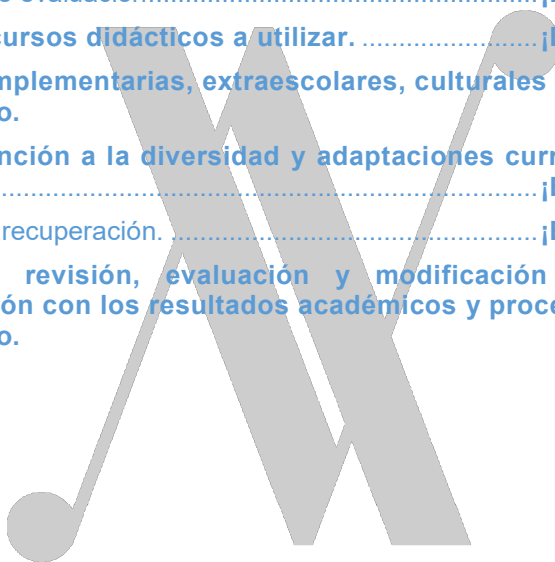 evaluación.............................................................¡
cursos didácticos a utilizar. ..........................¡
mplementarias, extraescolares, culturales
o.
nción a la diversidad y adaptaciones curr
.............................................................................¡
recuperación. .....................................................¡
revisión, evaluación y modificación
ón con los resultados académicos y proce
o.